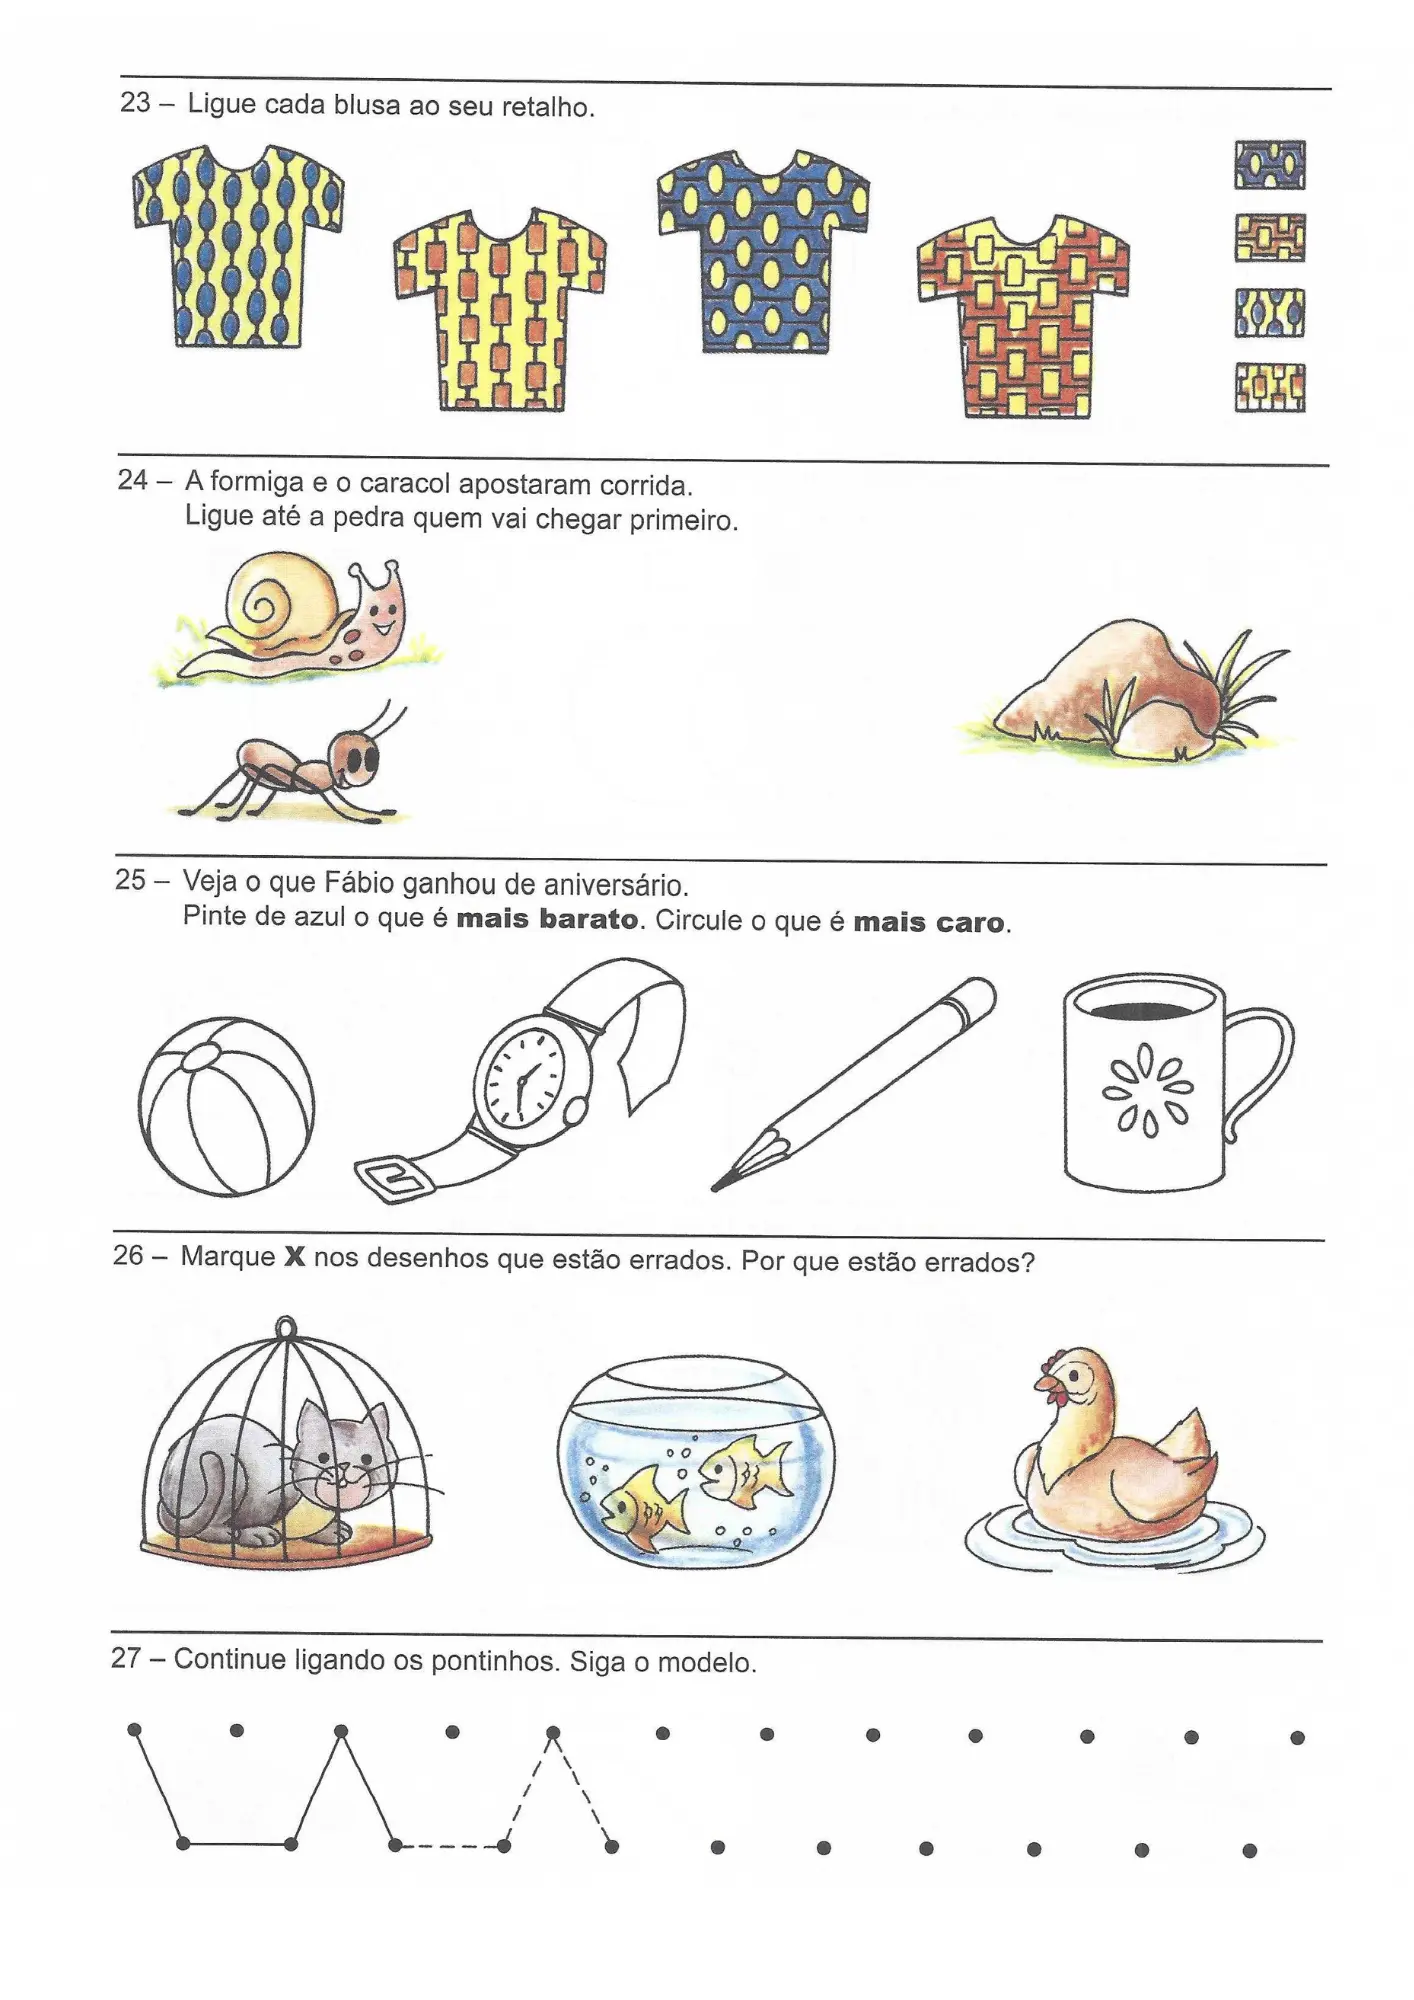 23 – Ligue cada blusa ao seu retalho.
24 – A formiga e o caracol apostaram corrida.
Ligue até a pedra quem vai chegar primeiro.
25 – Veja o que Fábio ganhou de aniversário.
Pinte de azul o que é mais barato. Circule o que é mais caro.
26 – Marque X nos desenhos que estão errados. Por que estão errados?
27 – Continue ligando os pontinhos. Siga o modelo.